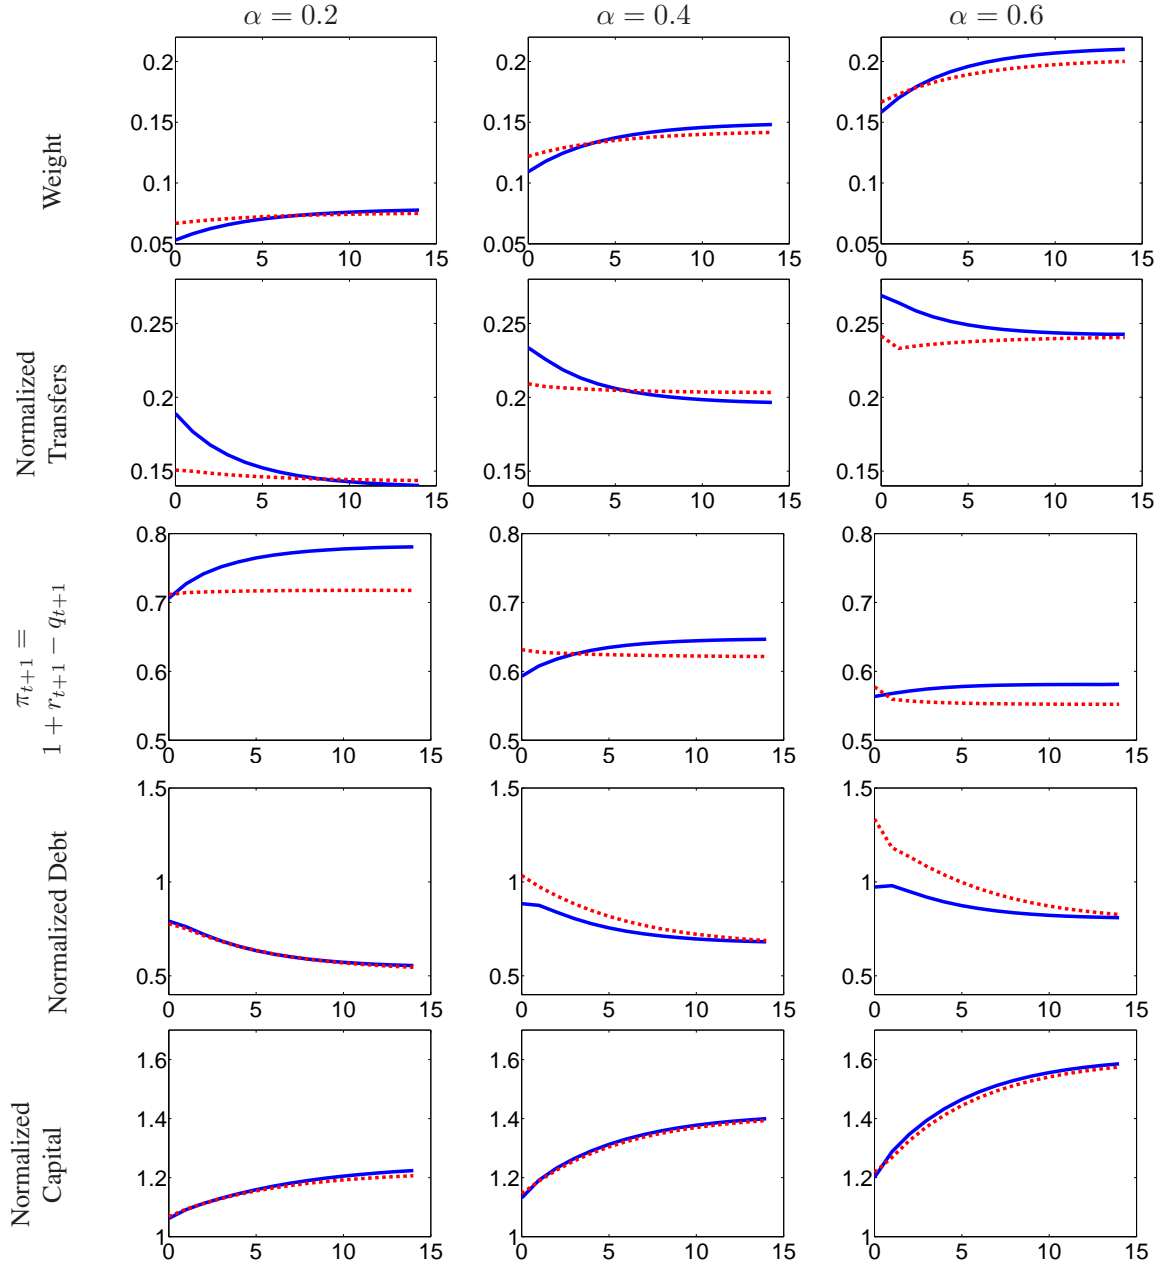 α = 0.2 α = 0.4 α = 0.6
Weight
0.2 0.15 0.1 0.05
0 5 10 15
0.2 0.15 0.1 0.05
0 5 10 15
0.2 0.15 0.1 0.05
0 5 10 15
Normalized
Transfers
0.25 0.2 0.15
0 5 10 15
0.25 0.2 0.15
0 5 10 15
0.25 0.2 0.15
0 5 10 15
π_{t+1} =
1 + r_{t+1} − q_{t+1}
0.8 0.7 0.6 0.5
0 5 10 15
0.8 0.7 0.6 0.5
0 5 10 15
0.8 0.7 0.6 0.5
0 5 10 15
Normalized Debt
1.5 1 0.5
0 5 10 15
1.5 1 0.5
0 5 10 15
1.5 1 0.5
0 5 10 15
Normalized
Capital
1.6 1.4 1.2 1
0 5 10 15
1.6 1.4 1.2 1
0 5 10 15
1.6 1.4 1.2 1
0 5 10 15